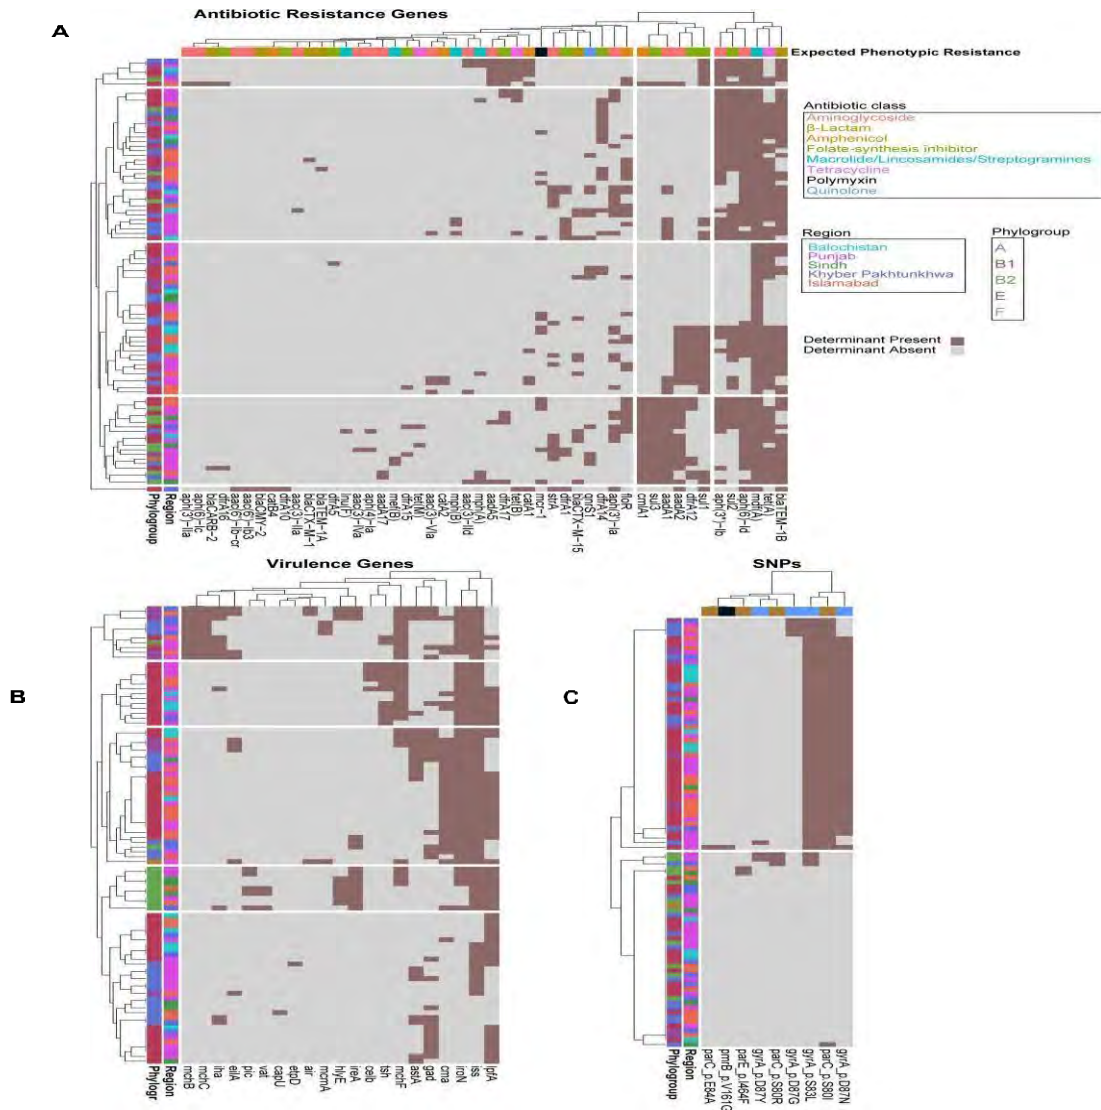 Antibiotic Resistance Genes
A
Expected Phenotypic Resistance
Antibiotic class
Aminoglycoside
β-Lactam
Amphenicol
Folate-synthesis inhibitor
Macrolide/Lincosamides/Streptogramines
Tetracycline
Polymyxin
Quinolone
Region
Balochistan
Punjab
Sindh
Khyber Pakhtunkhwa
Islamabad
Phylogroup
A
B1
B2
E
F
Determinant Present
Determinant Absent
Phylogroup
Region
aph(3')-IIa
aph(6)-Ic
blaCARB-2
dfrA16
aac(6')-Ib-cr
aac(6')-Ib3
blaCMY-2
catB4
dfrA10
aac(3)-IIa
blaCTX-M-1
blaTEM-1A
dfrA5
lnu(F)
aac(3)-IVa
aph(4)-Ia
aadA17
mef(B)
dfrA15
tet(M)
aac(3)-VIa
catA2
mph(B)
aac(3)-IId
mph(A)
aadA5
dfrA17
tet(B)
catA1
mcr-1
strA
dfrA1
blaCTX-M-15
qnrS1
dfrA14
aph(3')-Ia
floR
cmlA1
sul3
aadA1
aadA2
dfrA12
sul1
aph(3'')-Ib
sul2
aph(6)-Id
mdf(A)
tet(A)
blaTEM-1B
Virulence Genes
B
Phylogr
Region
mchB
mchC
iha
eilA
pic
vat
capU
etpD
air
mcmA
hlyE
ireA
celb
tsh
mchF
astA
gad
cma
iroN
iss
lpfA
SNPs
C
Phylogroup
Region
parC_p.E84A
pmrB_p.V161G
parE_p.I464F
gyrA_p.D87Y
parC_p.S80R
gyrA_p.D87G
gyrA_p.S83L
parC_p.S80I
gyrA_p.D87N